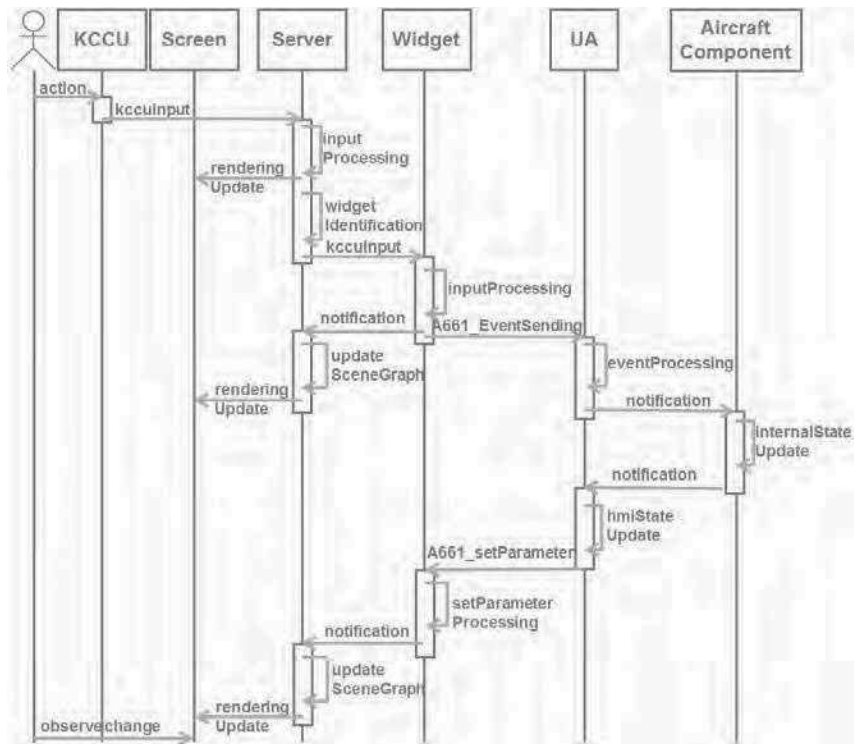 KCCU
Screen
Server
Widget
UA
Aircraft
Component
action
kccuInput
input
Processing
rendering
Update
widget
Identification
kccuInput
inputProcessing
notification
A661_EventSending
update
SceneGraph
eventProcessing
rendering
Update
notification
internalState
Update
notification
hmiState
Update
A661_setParameter
setParameter
Processing
notification
update
SceneGraph
rendering
Update
observechange